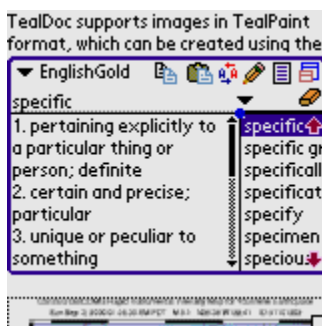 TealDoc supports images in TealPaint
format, which can be created using the
EnglishGold
specific
1. pertaining explicitly to
a particular thing or
person; definite
2. certain and precise;
particular
3. unique or peculiar to
something
specific
specific gr
specificall
specificat
specify
specimen
speciou